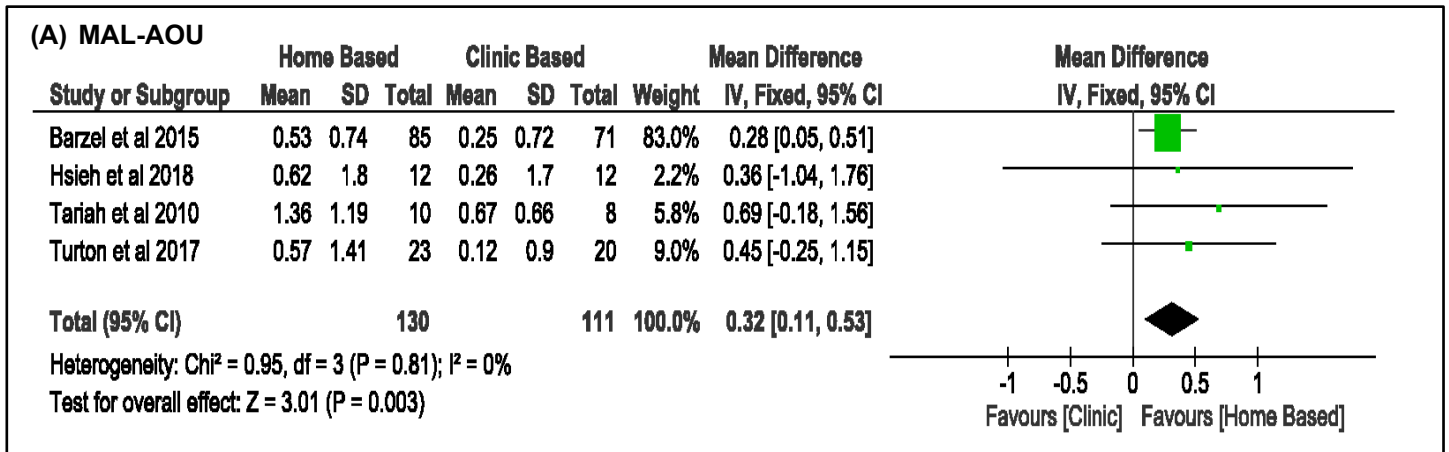 (A) MAL-AOU
Home Based Clinic Based Mean Difference Mean Difference
Study or Subgroup Mean SD Total Mean SD Total Weight IV, Fixed, 95% CI IV, Fixed, 95% CI
Barzel et al 2015 0.53 0.74 85 0.25 0.72 71 83.0% 0.28 [0.05, 0.51]
Hsieh et al 2018 0.62 1.8 12 0.26 1.7 12 2.2% 0.36 [-1.04, 1.76]
Tariah et al 2010 1.36 1.19 10 0.67 0.66 8 5.8% 0.69 [-0.18, 1.56]
Turton et al 2017 0.57 1.41 23 0.12 0.9 20 9.0% 0.45 [-0.25, 1.15]
Total (95% CI) 130 111 100.0% 0.32 [0.11, 0.53]
Heterogeneity: Chi² = 0.95, df = 3 (P = 0.81); I² = 0%
Test for overall effect: Z = 3.01 (P = 0.003)
-1 -0.5 0 0.5 1
Favours [Clinic] Favours [Home Based]